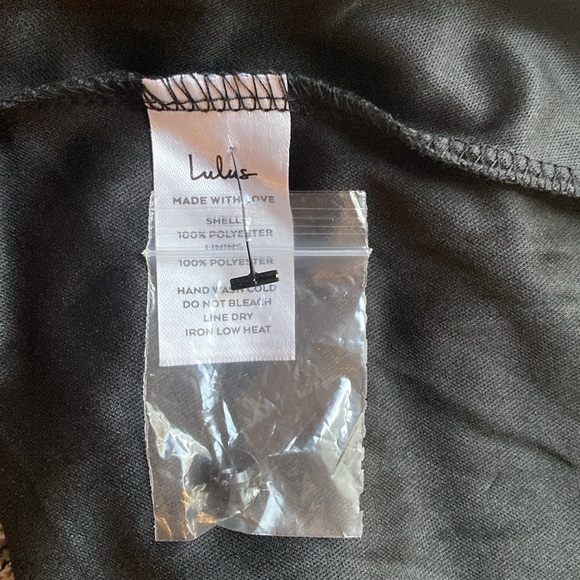 Lulus
MADE WITH LOVE
SHELL
100% POLYESTER
LINING
100% POLYESTER
HAND WASH COLD
DO NOT BLEACH
LINE DRY
IRON LOW HEAT